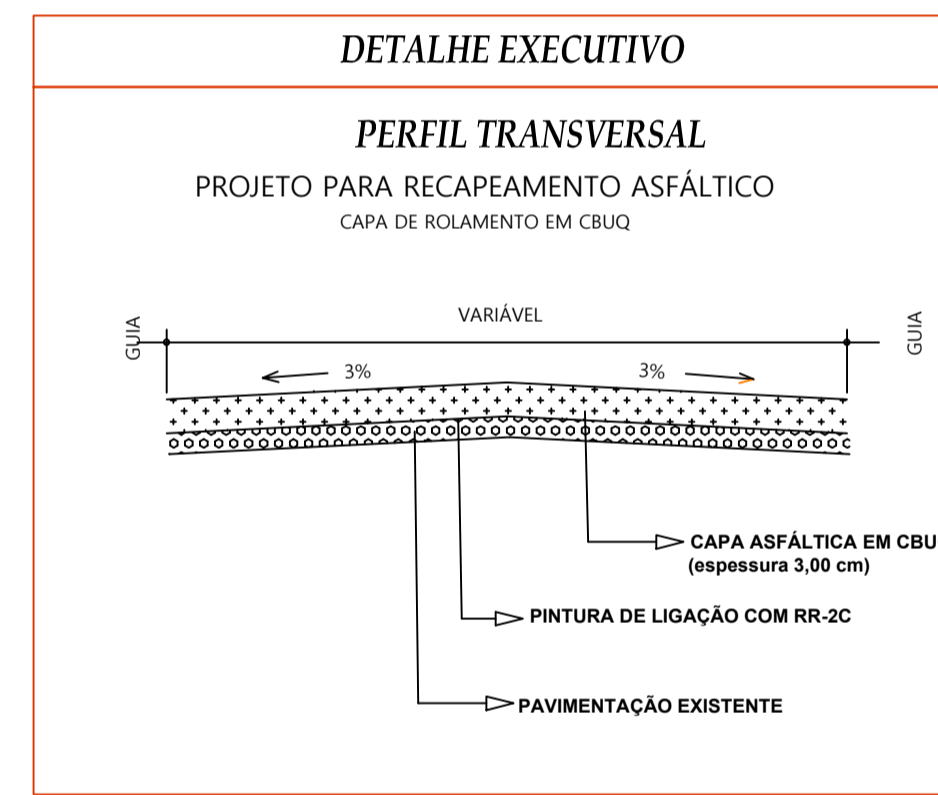 DETALHE EXECUTIVO
PERFIL TRANSVERSAL
PROJETO PARA RECAPEAMENTO ASFÁLTICO
CAPA DE ROLAMENTO EM CBUQ
VARIÁVEL
GUIA
GUIA
3%
3%
CAPA ASFÁLTICA EM CBU
(espessura 3,00 cm)
PINTURA DE LIGAÇÃO COM RR-2C
PAVIMENTAÇÃO EXISTENTE